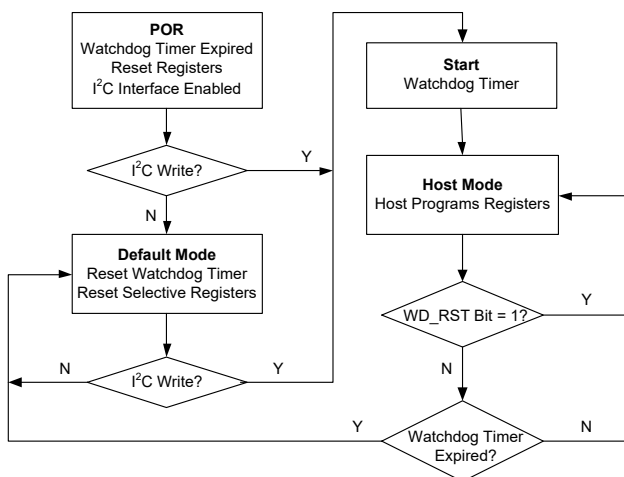 POR
Watchdog Timer Expired
Reset Registers
I²C Interface Enabled
I²C Write?
Y
N
Default Mode
Reset Watchdog Timer
Reset Selective Registers
I²C Write?
N
Y
Start
Watchdog Timer
Host Mode
Host Programs Registers
WD_RST Bit = 1?
Y
N
Watchdog Timer
Expired?
Y
N